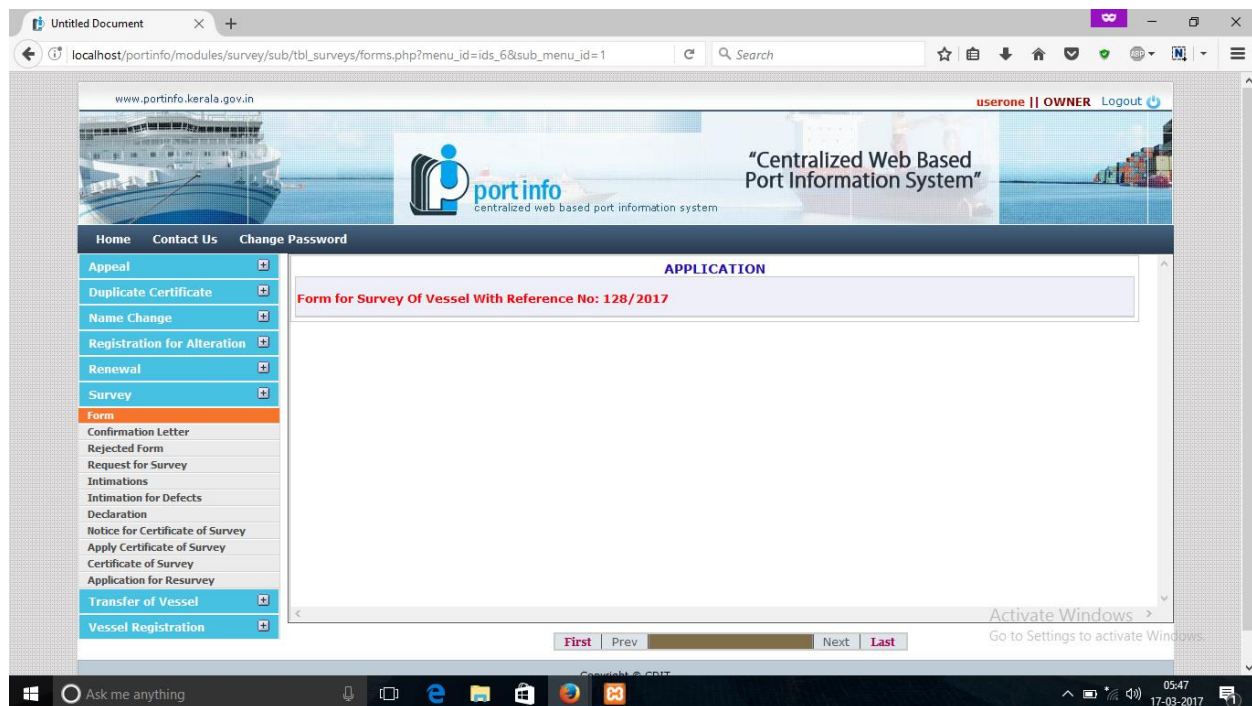 Untitled Document
localhost/portinfo/modules/survey/sub/tbl_surveys/forms.php?menu_id=ids_6&sub_menu_id=1
Search
ABP
N
www.portinfo.kerala.gov.in
userone || OWNER Logout
port info
centralized web based port information system
"Centralized Web Based
Port Information System"
Home Contact Us Change Password
Appeal
Duplicate Certificate
Name Change
Registration for Alteration
Renewal
Survey
Form
Confirmation Letter
Rejected Form
Request for Survey
Intimations
Intimation for Defects
Declaration
Notice for Certificate of Survey
Apply Certificate of Survey
Certificate of Survey
Application for Resurvey
Transfer of Vessel
Vessel Registration
APPLICATION
Form for Survey Of Vessel With Reference No: 128/2017
First Prev Next Last
Activate Windows
Go to Settings to activate Windows.
Copyright © CDIT
Ask me anything
05:47
17-03-2017